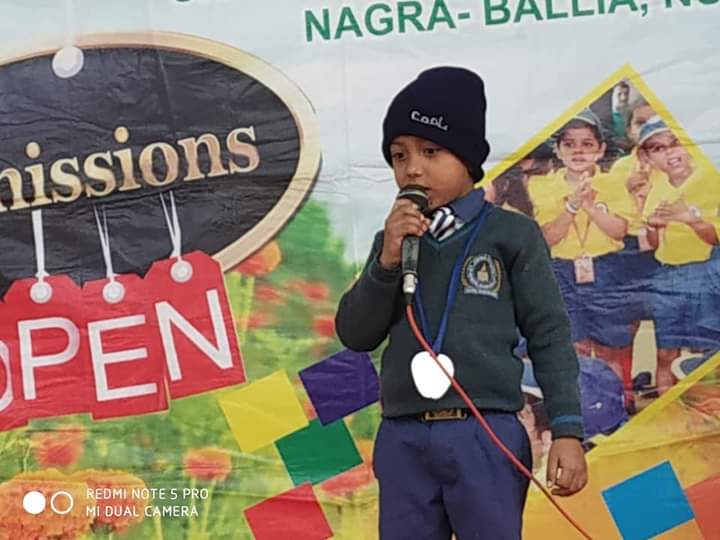 NAGRA- BALLIA,
missions
OPEN
COOL
REDMI NOTE 5 PRO
MI DUAL CAMERA